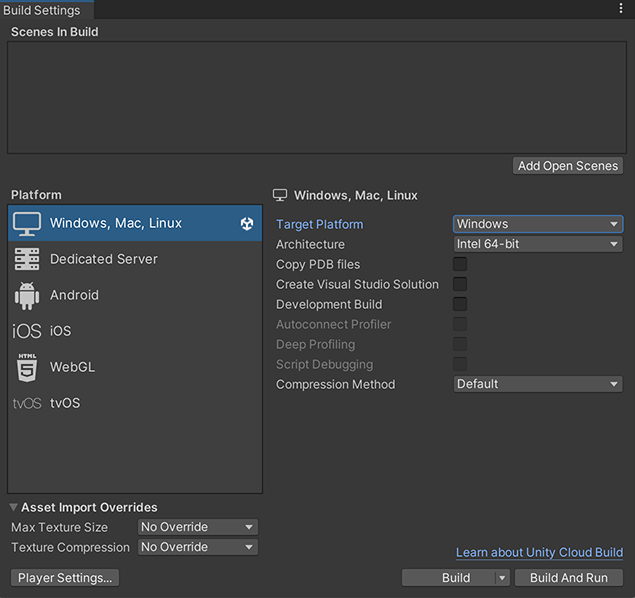 Build Settings
Scenes In Build
Add Open Scenes
Platform
Windows, Mac, Linux
Dedicated Server
Android
iOS iOS
HTML 5 WebGL
tvOS tvOS
Windows, Mac, Linux
Target Platform Windows
Architecture Intel 64-bit
Copy PDB files
Create Visual Studio Solution
Development Build
Autoconnect Profiler
Deep Profiling
Script Debugging
Compression Method Default
Asset Import Overrides
Max Texture Size No Override
Texture Compression No Override
Learn about Unity Cloud Build
Player Settings... Build Build And Run